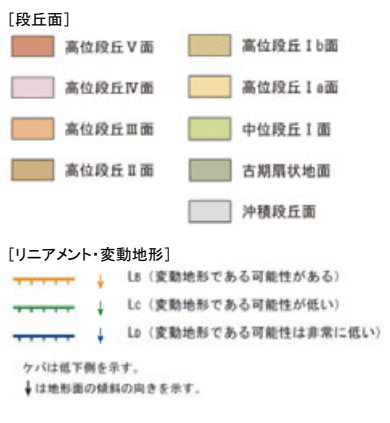 [段丘面]
高位段丘Ⅴ面
高位段丘Ⅳ面
高位段丘Ⅲ面
高位段丘Ⅱ面
高位段丘Ⅰb面
高位段丘Ⅰa面
中位段丘Ⅰ面
古期扇状地面
沖積段丘面
[リニアメント・変動地形]
LB（変動地形である可能性がある）
LC（変動地形である可能性が低い）
LD（変動地形である可能性は非常に低い）
ケバは低下側を示す。
↓は地形面の傾斜の向きを示す。